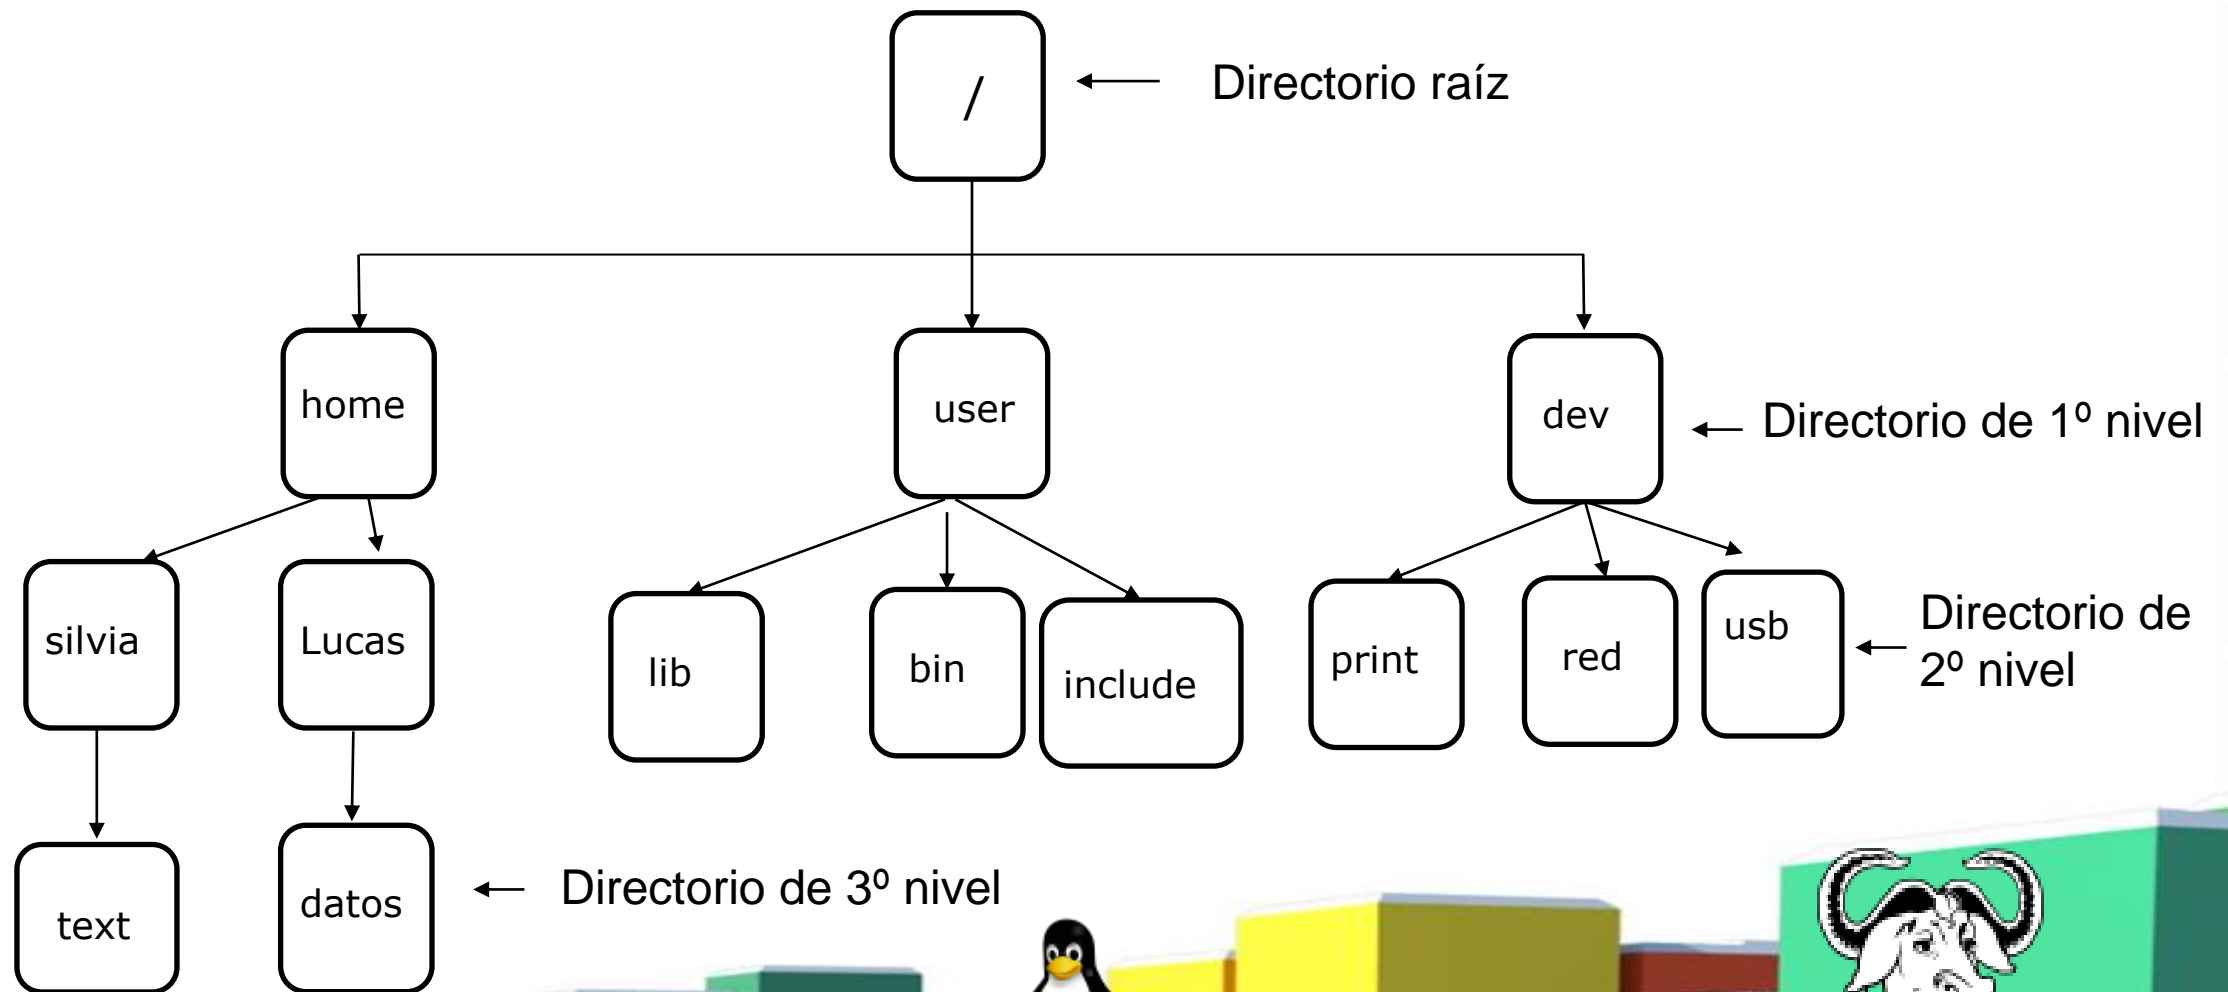 /
Directorio raíz
home
user
dev
Directorio de 1º nivel
silvia
Lucas
lib
bin
include
print
red
usb
Directorio de
2º nivel
text
datos
Directorio de 3º nivel